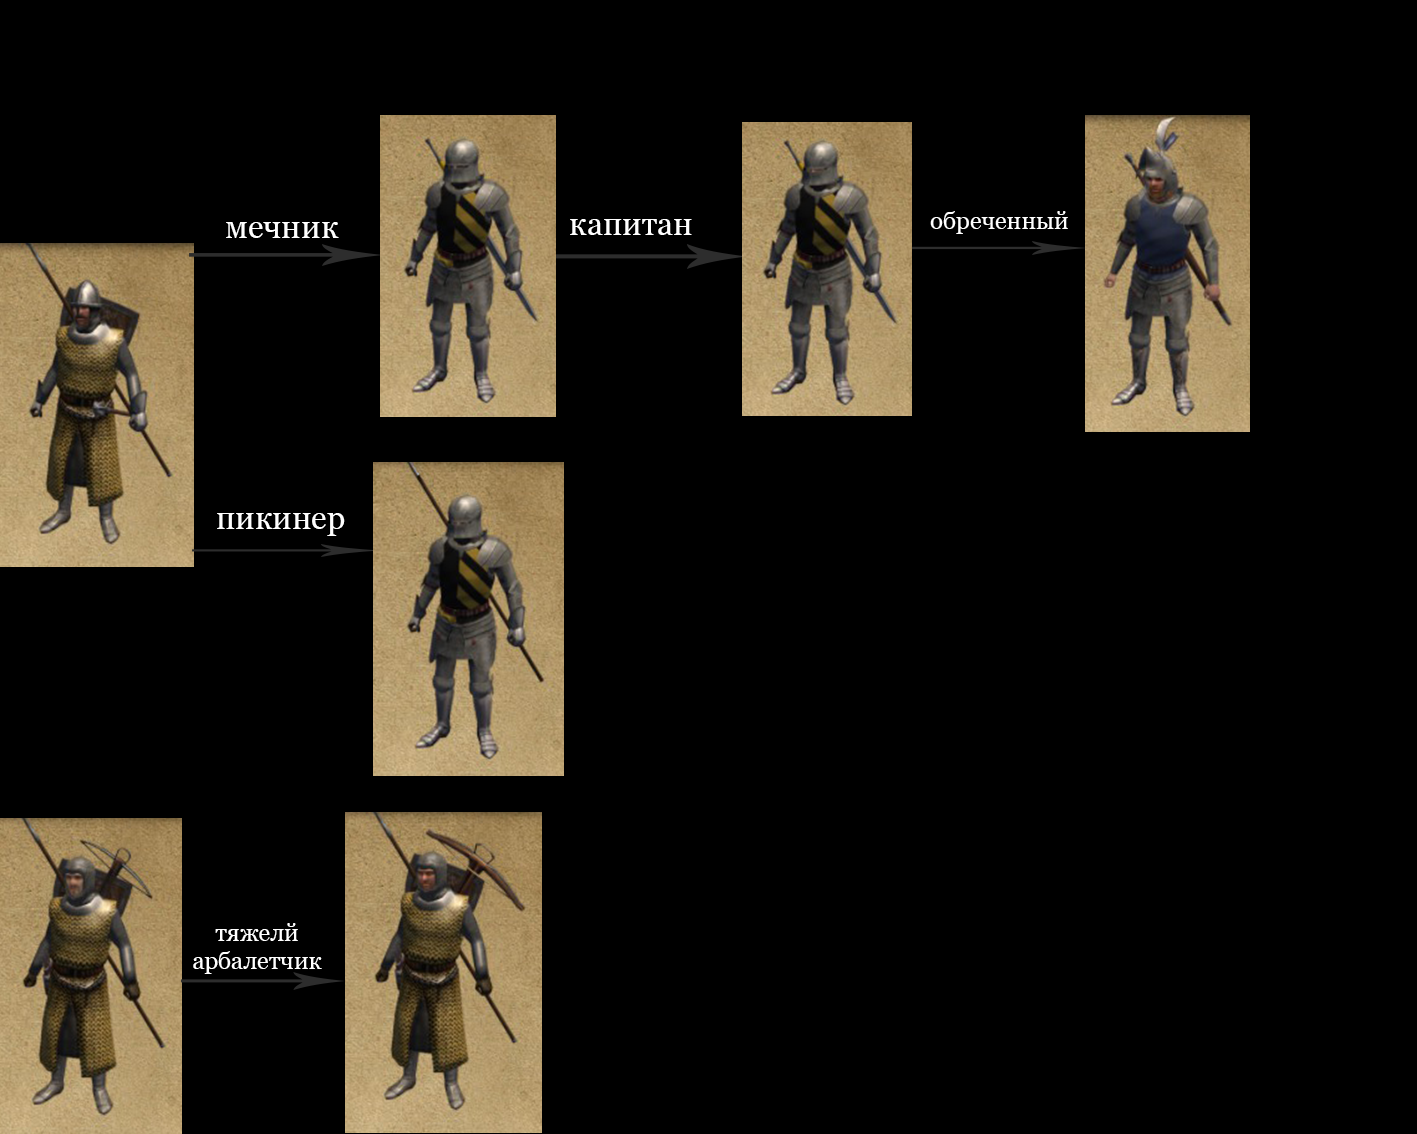 мечник
капитан
обреченный
пикинер
тяжелй
арбалетчик